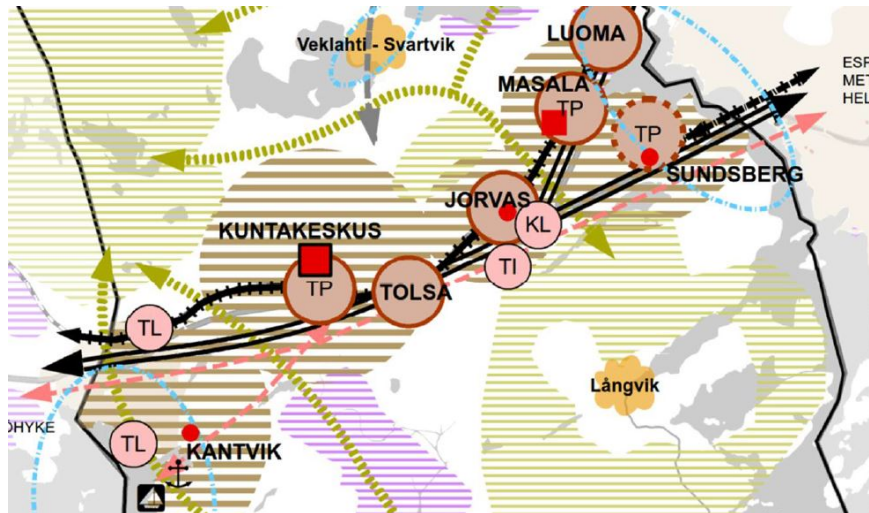 LUOMA
Veklahti - Svartvik
ESP
MET
HEL
MASALA
TP
TP
SUNDSBERG
JORVAS
KL
KUNTAKESKUS
TI
TP
TOLSA
TL
Långvik
OHYKE
TL
KANTVIK